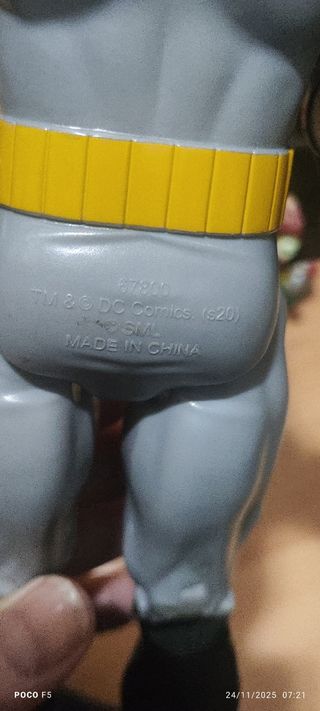 67800
TM & © DC Comics. (s20)
© SML
MADE IN CHINA
POCO F5
24/11/2025 07:21